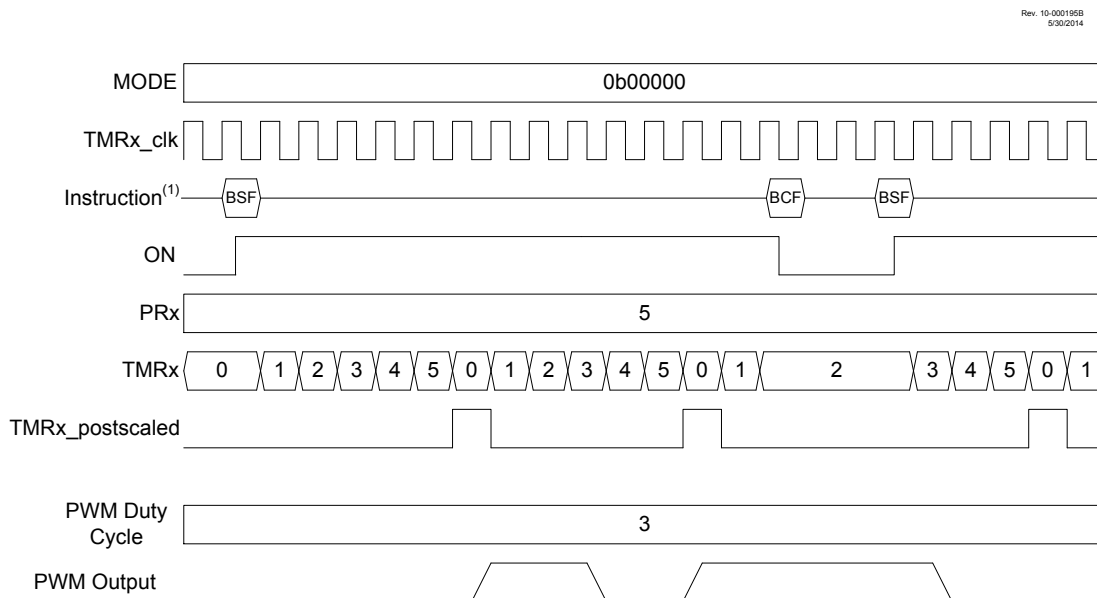 Rev. 10-000195B
5/30/2014
MODE 0b00000
TMRx_clk
Instruction(1) BSF BCF BSF
ON
PRx 5
TMRx 0 1 2 3 4 5 0 1 2 3 4 5 0 1 2 3 4 5 0 1
TMRx_postscaled
PWM Duty
Cycle 3
PWM Output